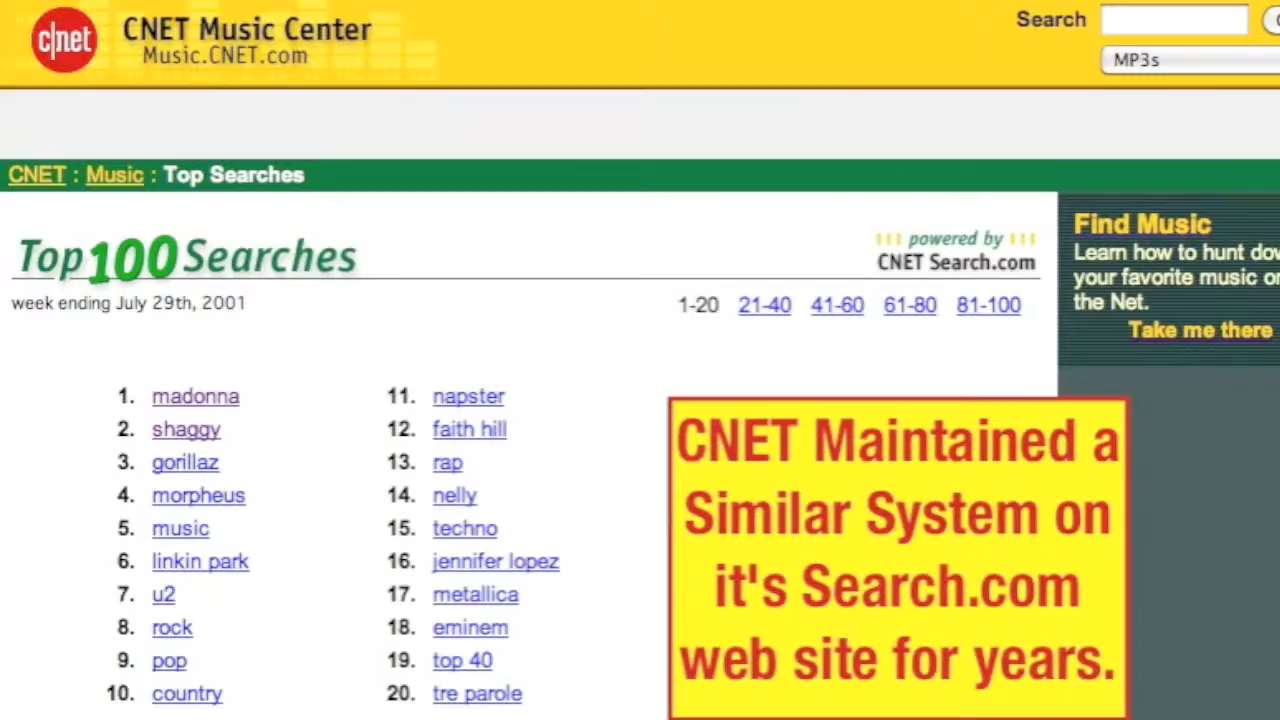 c|net
CNET Music Center
Music.CNET.com
Search
MP3s
CNET : Music : Top Searches
Top 100 Searches
powered by
CNET Search.com
week ending July 29th, 2001
1-20 21-40 41-60 61-80 81-100
Find Music
Learn how to hunt
your favorite music
the Net.
Take me there
1. madonna
2. shaggy
3. gorillaz
4. morpheus
5. music
6. linkin park
7. u2
8. rock
9. pop
10. country
11. napster
12. faith hill
13. rap
14. nelly
15. techno
16. jennifer lopez
17. metallica
18. eminem
19. top 40
20. tre parole
CNET Maintained a
Similar System on
it's Search.com
web site for years.